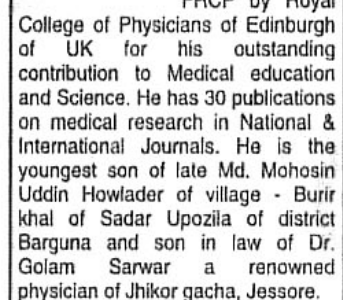 FRCP by Royal
College of Physicians of Edinburgh
of UK for his outstanding
contribution to Medical education
and Science. He has 30 publications
on medical research in National &
International Journals. He is the
youngest son of late Md. Mohosin
Uddin Howlader of village - Burir
khal of Sadar Upozila of district
Barguna and son in law of Dr.
Golam Sarwar a renowned
physician of Jhikor gacha, Jessore.